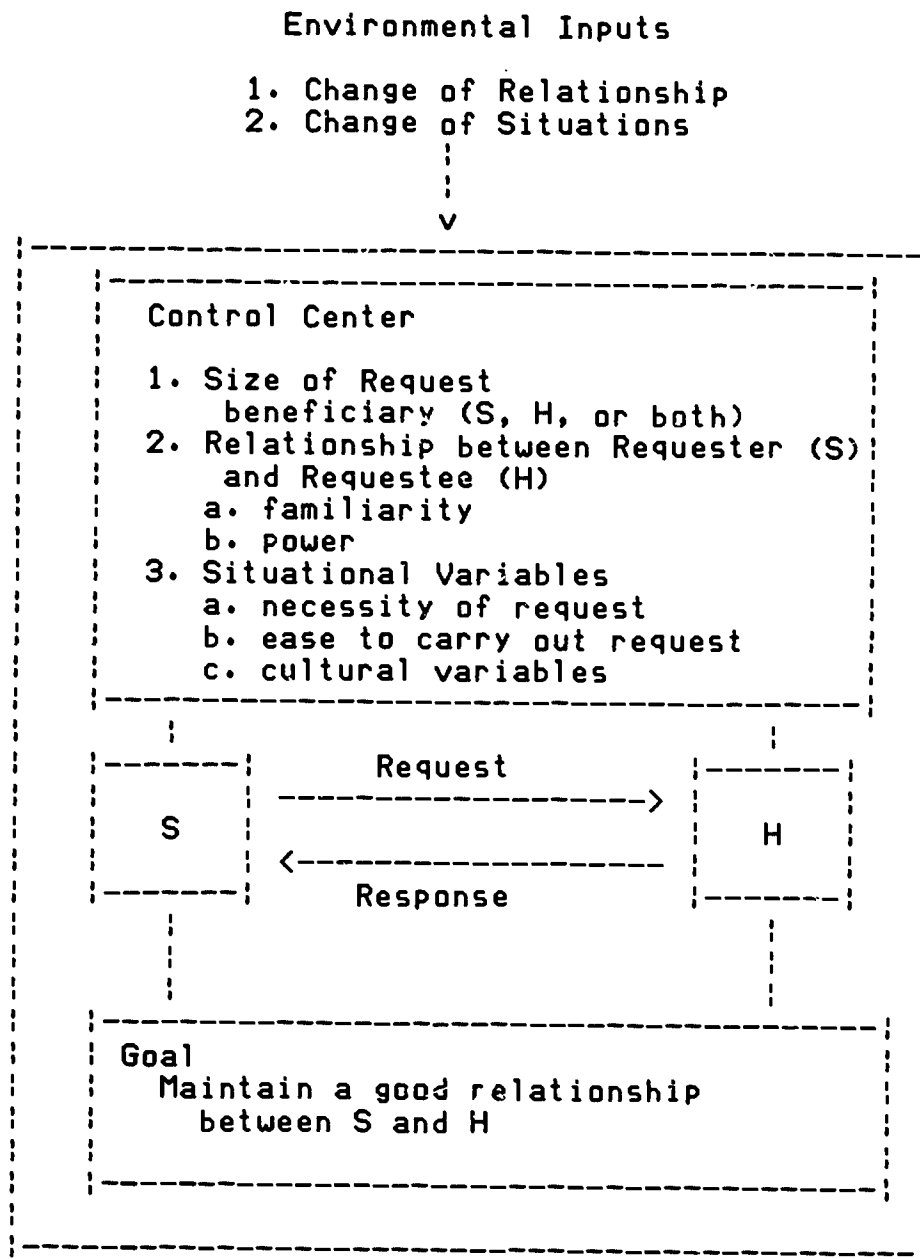 Environmental Inputs
1. Change of Relationship
2. Change of Situations
Control Center
1. Size of Request
beneficiary (S, H, or both)
2. Relationship between Requester (S)
and Requestee (H)
a. familiarity
b. power
3. Situational Variables
a. necessity of request
b. ease to carry out request
c. cultural variables
Request
S
H
Response
Goal
Maintain a good relationship
between S and H